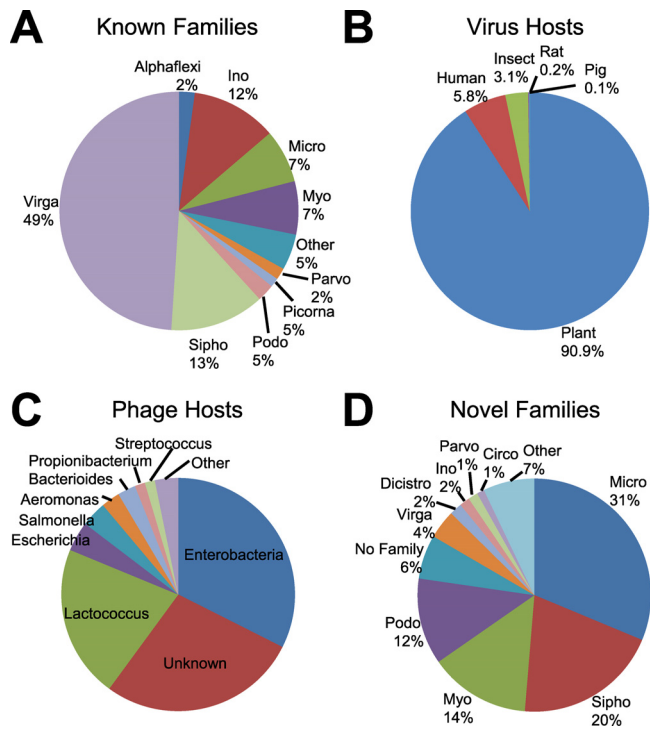 A Known Families
Alphaflexi
2%
Ino
12%
Micro
7%
Myo
7%
Other
5%
Parvo
2%
Picorna
5%
Podo
5%
Sipho
13%
Virga
49%
B Virus Hosts
Human
5.8%
Insect
3.1%
Rat
0.2%
Pig
0.1%
Plant
90.9%
C Phage Hosts
Streptococcus
Other
Propionibacterium
Bacterioides
Aeromonas
Salmonella
Escherichia
Enterobacteria
Lactococcus
Unknown
D Novel Families
Parvo
1%
Circo
1%
Other
7%
Ino
2%
Dicistro
2%
Virga
4%
No Family
6%
Podo
12%
Myo
14%
Sipho
20%
Micro
31%